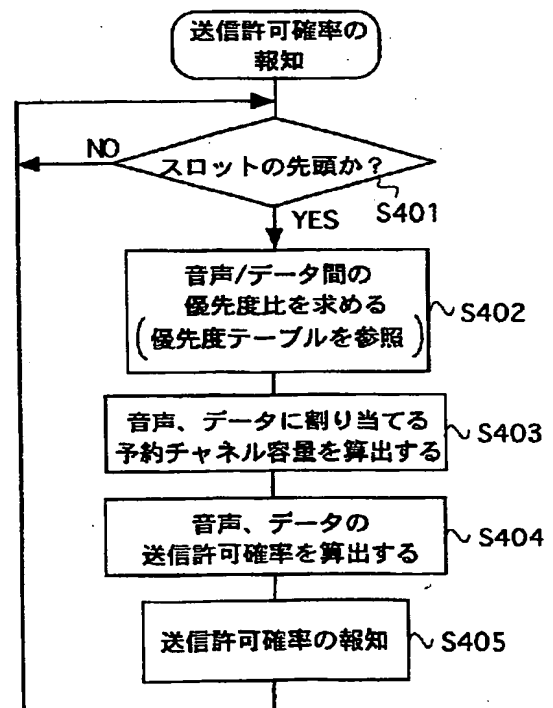 送信許可確率の
報知
NO
スロットの先頭か?
S401
YES
音声/データ間の
優先度比を求める
(優先度テーブルを参照)
S402
音声、データに割り当てる
予約チャネル容量を算出する
S403
音声、データの
送信許可確率を算出する
S404
送信許可確率の報知
S405